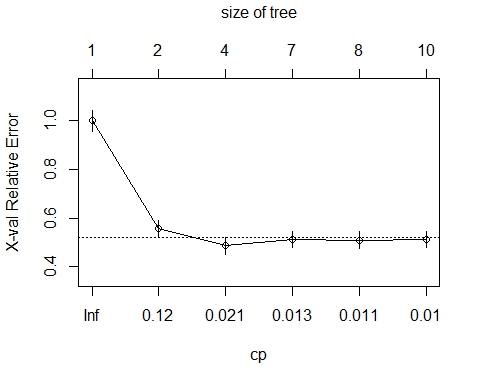 size of tree
1 2 4 7 8 10
X-val Relative Error
1.0
0.8
0.6
0.4
Inf 0.12 0.021 0.013 0.011 0.01
cp